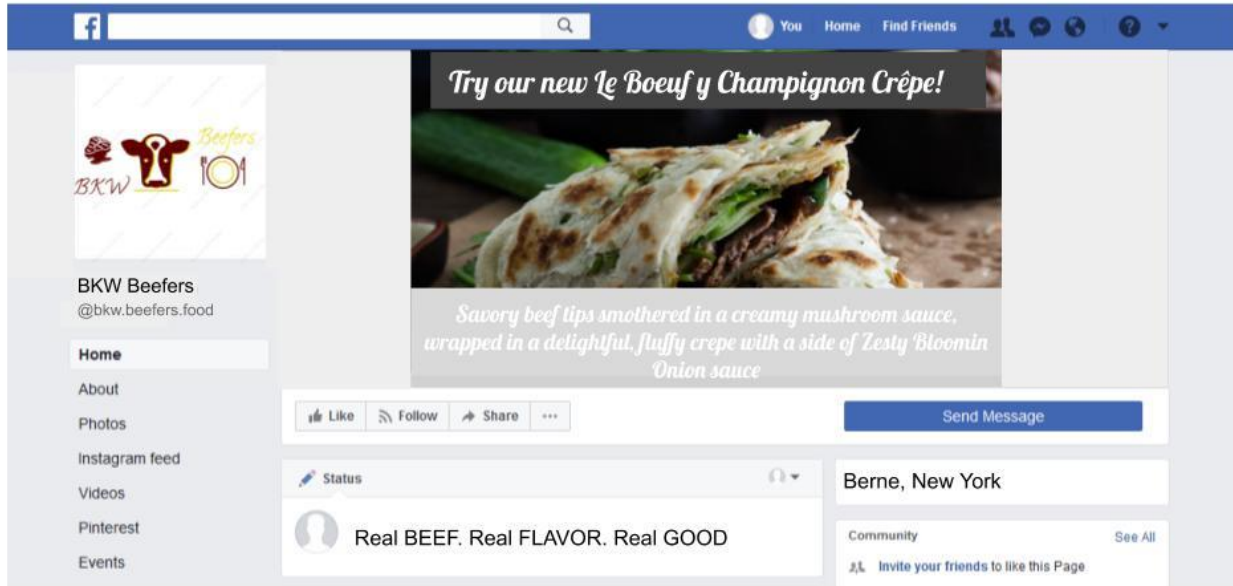 You Home Find Friends
Try our new Le Boeuf y Champignon Crêpe!
BKW Beefers
BKW Beefers
@bkw.beefers.food
Savory beef tips smothered in a creamy mushroom sauce,
wrapped in a delightful, fluffy crepe with a side of Zesty Bloomin
Onion sauce
Home
About
Photos
Instagram feed
Videos
Pinterest
Events
Like Follow Share
Send Message
Status
Real BEEF. Real FLAVOR. Real GOOD
Berne, New York
Community See All
Invite your friends to like this Page